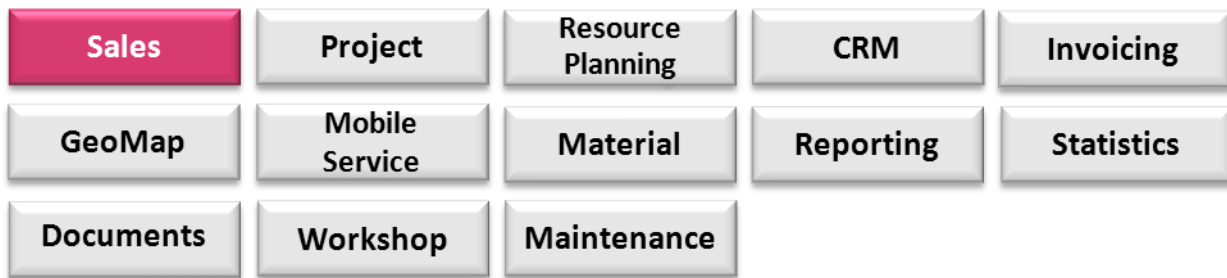 Sales
Project
Resource
Planning
CRM
Invoicing
GeoMap
Mobile
Service
Material
Reporting
Statistics
Documents
Workshop
Maintenance